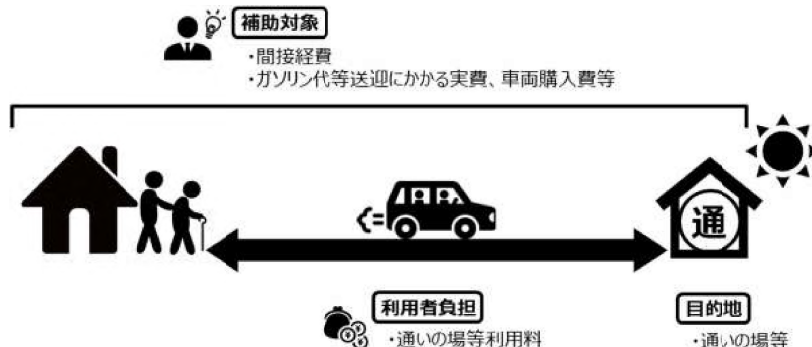 補助対象
・間接経費
・ガソリン代等送迎にかかる実費、車両購入費等
通
利用者負担
・通いの場等利用料
目的地
・通いの場等